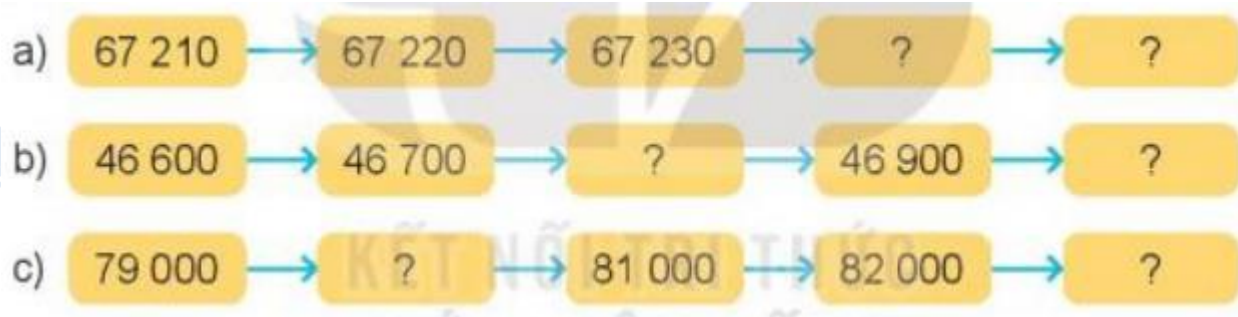 a) 67 210 → 67 220 → 67 230 → ? → ?
b) 46 600 → 46 700 → ? → 46 900 → ?
c) 79 000 → ? → 81 000 → 82 000 → ?
KẾT NỐI TRI THỨC